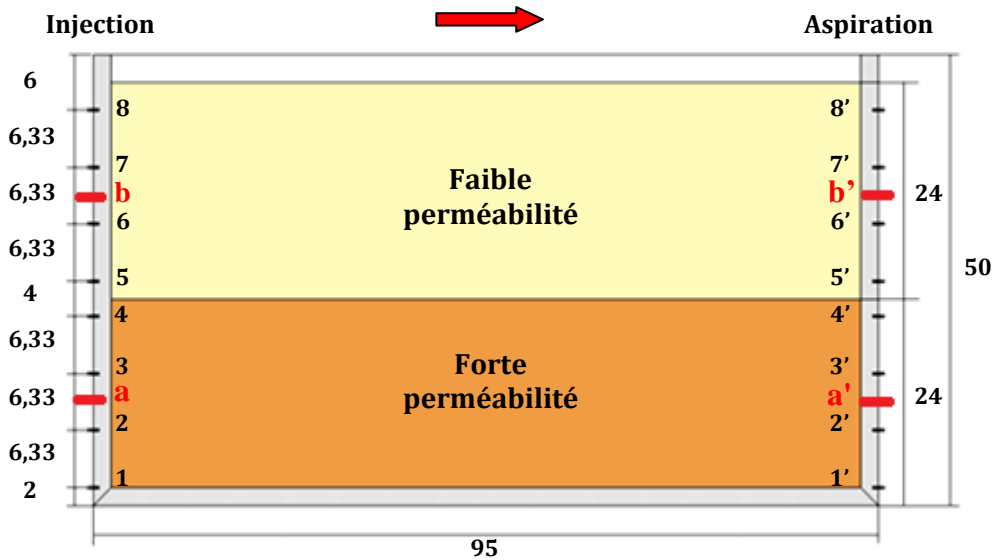 Injection
Aspiration
6
8
8’
6,33
7
7’
b
b’
6,33
Faible
perméabilité
24
6
6’
6,33
5
5’
50
4
4
4’
6,33
3
3’
Forte
perméabilité
a
a'
6,33
24
2
2’
6,33
1
1’
2
95